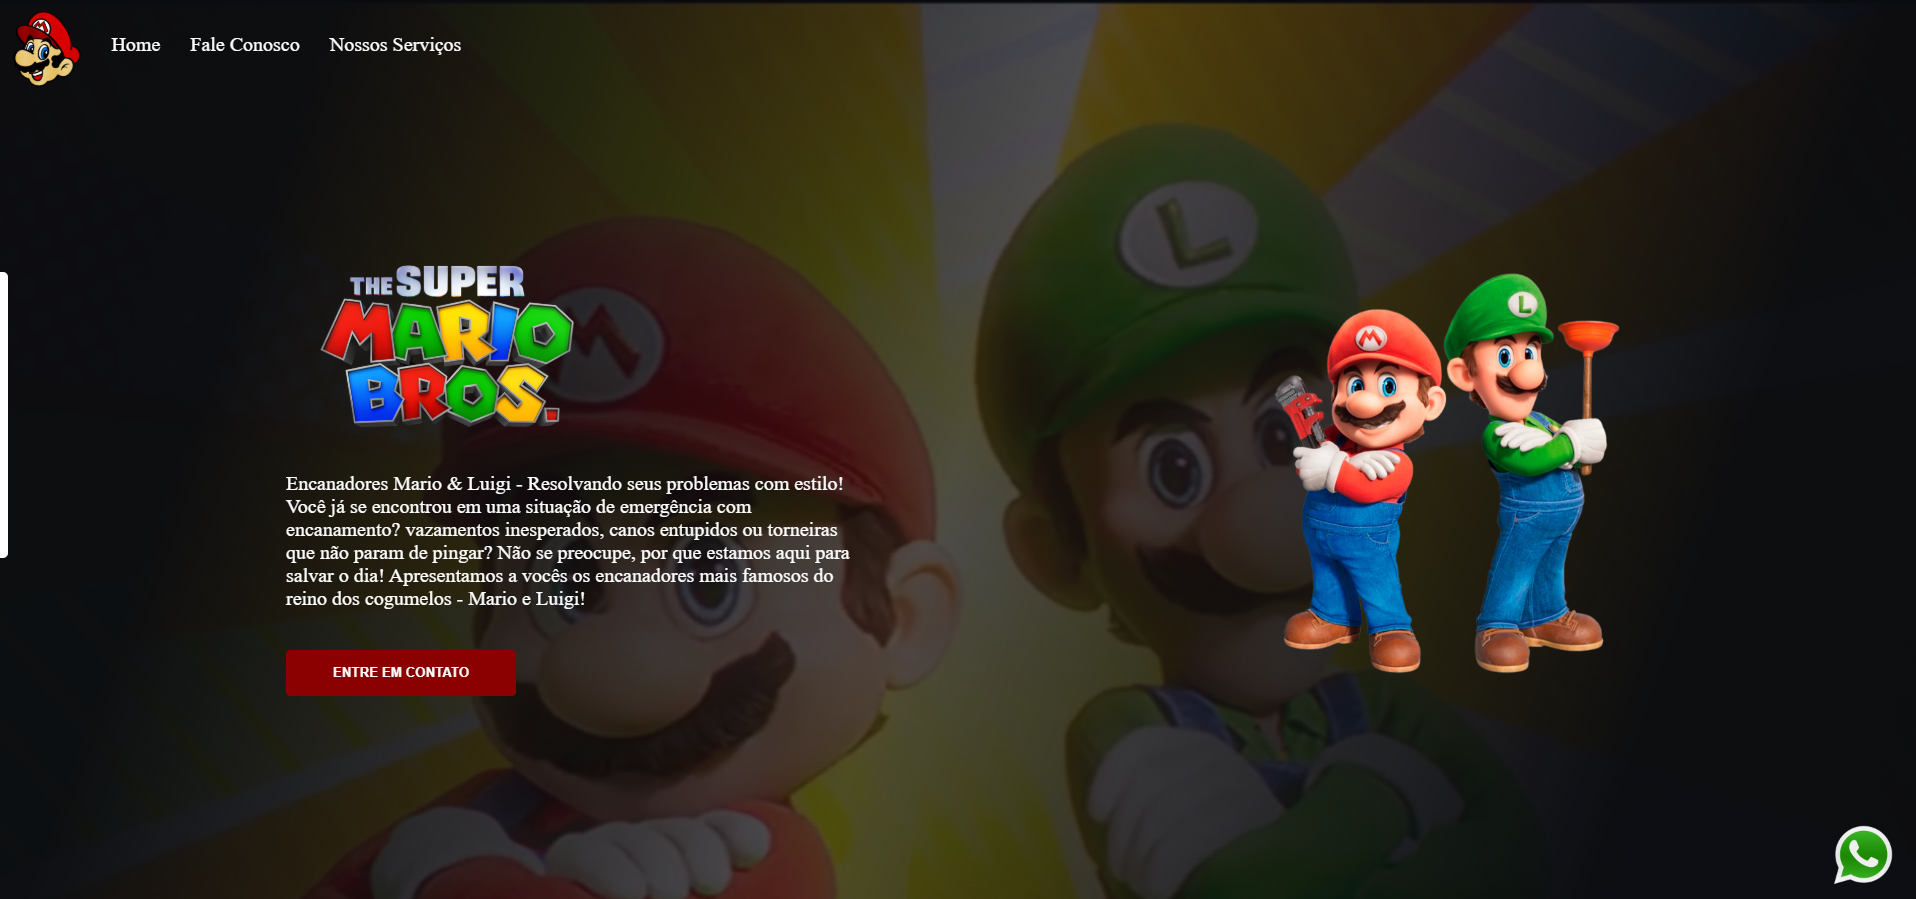 Home Fale Conosco Nossos Serviços
THE SUPER
MARIO
BROS.
Encanadores Mario & Luigi - Resolvando seus problemas com estilo!
Você já se encontrou em uma situação de emergência com
encanamento? vazamentos inesperados, canos entupidos ou torneiras
que não param de pingar? Não se preocupe, por que estamos aqui para
salvar o dia! Apresentamos a vocês os encanadores mais famosos do
reino dos cogumelos - Mario e Luigi!
ENTRE EM CONTATO
M
L
M
L
M